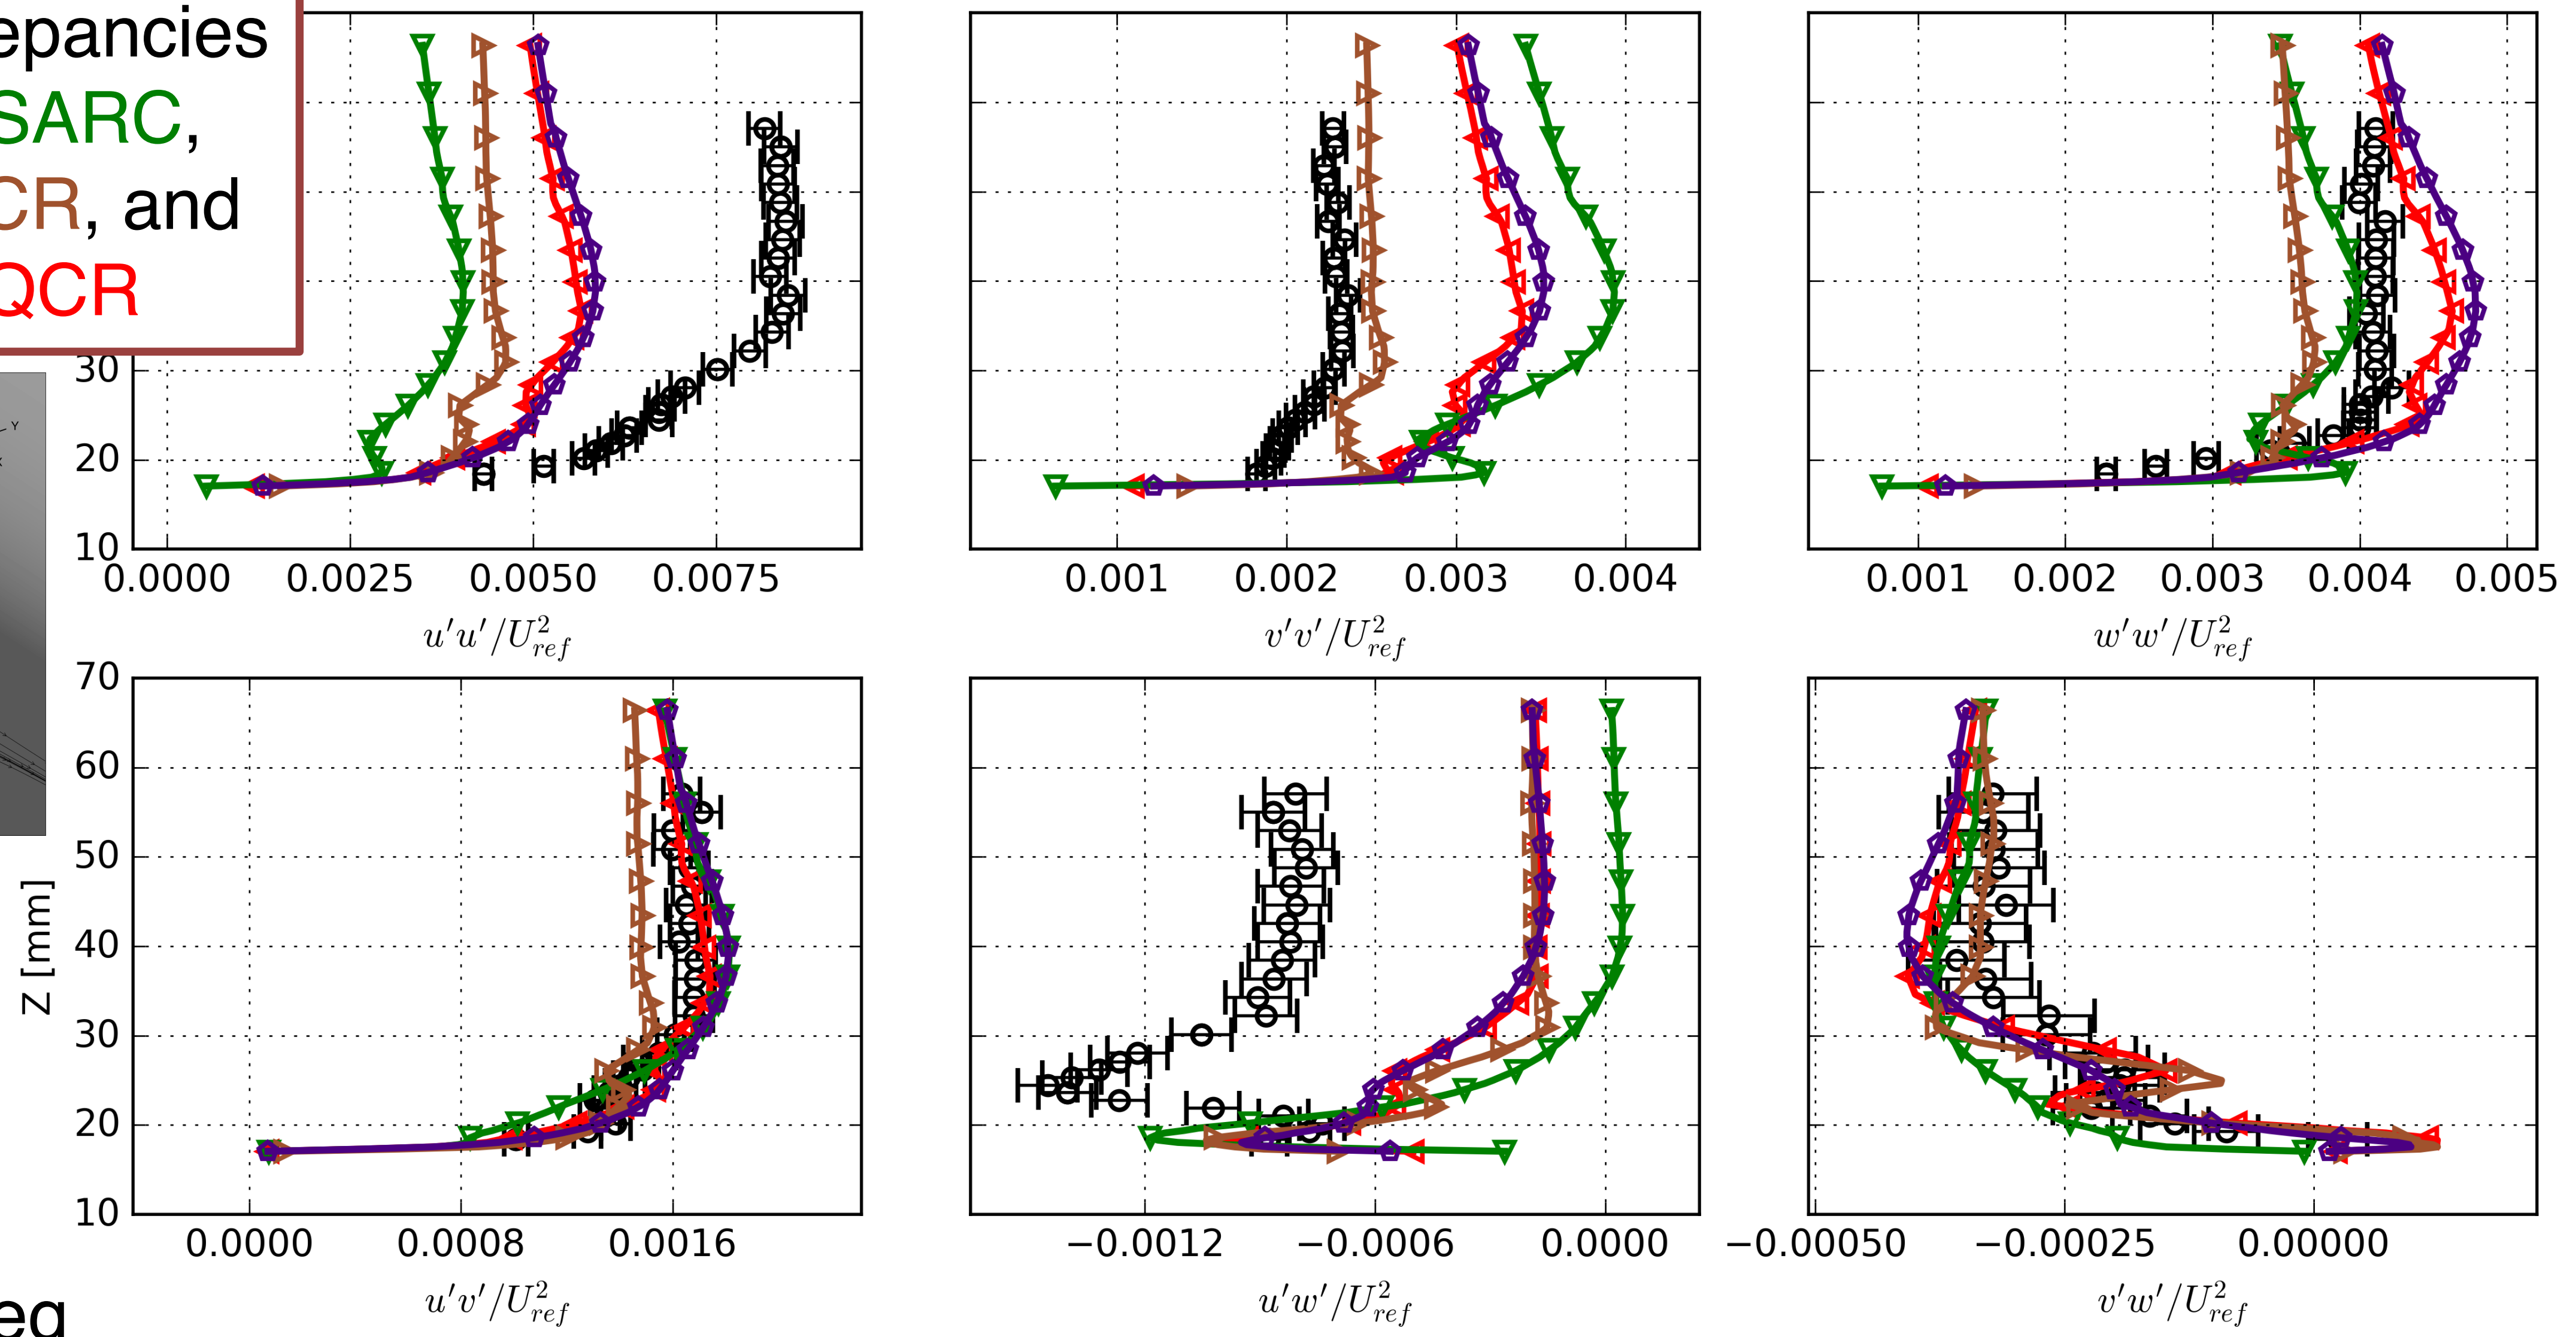 epancies
SARC,
CR, and
QCR
30
20
10
0.0000 0.0025 0.0050 0.0075
u'u'/U²ref
0.001 0.002 0.003 0.004
v'v'/U²ref
0.001 0.002 0.003 0.004 0.005
w'w'/U²ref
Y
70
60
50
40
30
20
10
Z [mm]
0.0000 0.0008 0.0016
u'v'/U²ref
−0.0012 −0.0006 0.0000
u'w'/U²ref
−0.00050 −0.00025 0.00000
v'w'/U²ref
eg